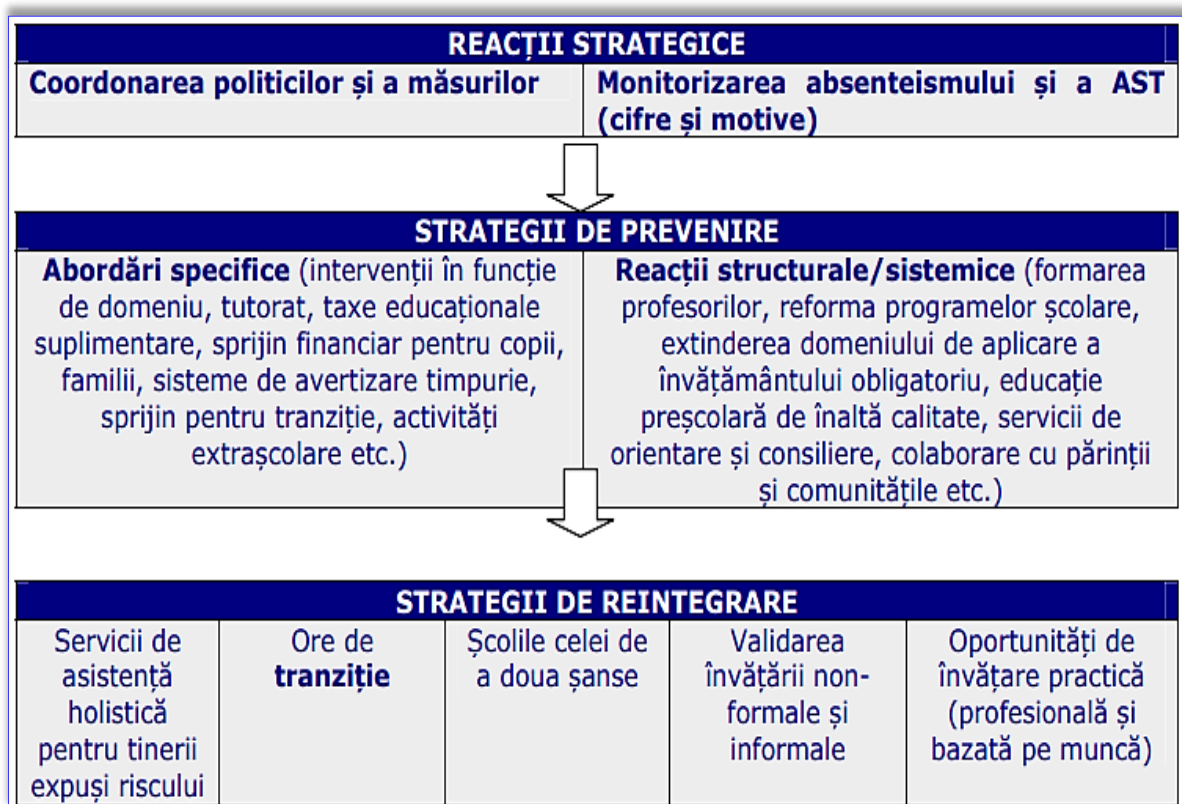 REACȚII STRATEGICE
Coordonarea politicilor și a măsurilor
Monitorizarea absenteismului și a AST
(cifre și motive)
STRATEGII DE PREVENIRE
Abordări specifice (intervenții în funcție
de domeniu, tutorat, taxe educaționale
suplimentare, sprijin financiar pentru copii,
familii, sisteme de avertizare timpurie,
sprijin pentru tranziție, activități
extrașcolare etc.)
Reacții structurale/sistemice (formarea
profesorilor, reforma programelor școlare,
extinderea domeniului de aplicare a
învățământului obligatoriu, educație
preșcolară de înaltă calitate, servicii de
orientare și consiliere, colaborare cu părinții
și comunitățile etc.)
STRATEGII DE REINTEGRARE
Servicii de
asistență
holistică
pentru tinerii
expuși riscului
Ore de
tranziție
Școlile celei de
a doua șanse
Validarea
învățării non-
formale și
informale
Oportunități de
învățare practică
(profesională și
bazată pe muncă)